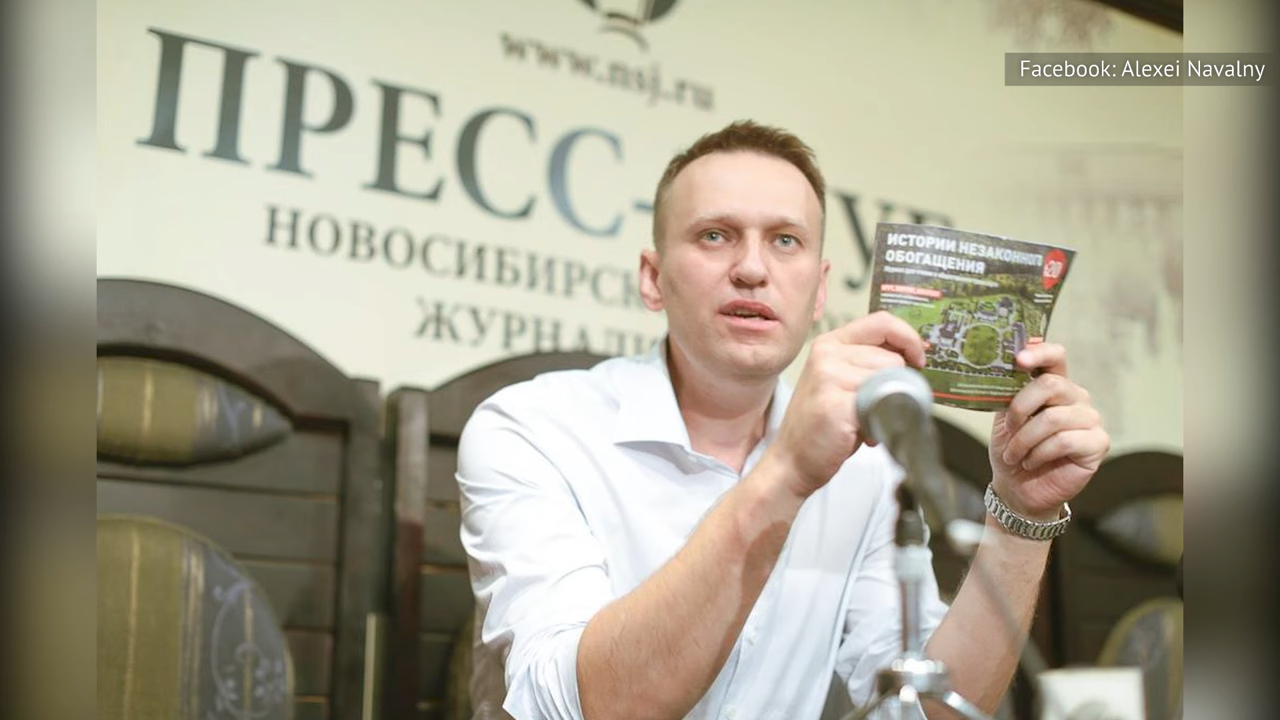 Facebook: Alexei Navalny
www.nsj.ru
ПРЕСС-
НОВОСИБИРСК
ЖУРНАЛИ
ИСТОРИИ НЕЗАКОННОГО
ОБОГАЩЕНИЯ